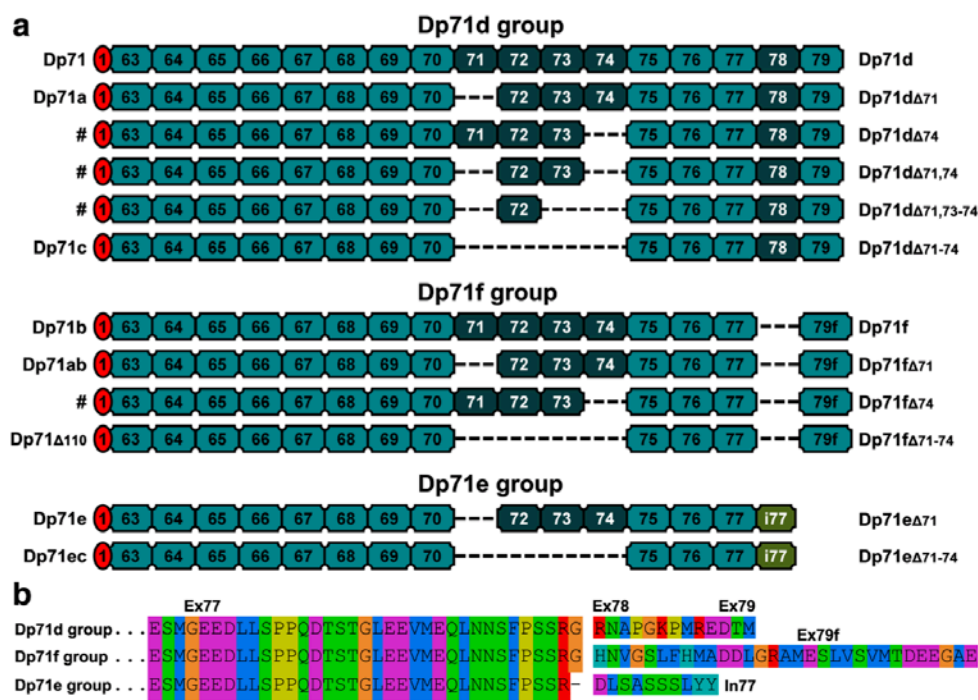 a
Dp71d group
Dp71 1 63 64 65 66 67 68 69 70 71 72 73 74 75 76 77 78 79 Dp71d
Dp71a 1 63 64 65 66 67 68 69 70 72 73 74 75 76 77 78 79 Dp71dΔ71
# 1 63 64 65 66 67 68 69 70 71 72 73 75 76 77 78 79 Dp71dΔ74
# 1 63 64 65 66 67 68 69 70 72 73 75 76 77 78 79 Dp71dΔ71,74
# 1 63 64 65 66 67 68 69 70 72 75 76 77 78 79 Dp71dΔ71,73-74
Dp71c 1 63 64 65 66 67 68 69 70 75 76 77 78 79 Dp71dΔ71-74
Dp71f group
Dp71b 1 63 64 65 66 67 68 69 70 71 72 73 74 75 76 77 79f Dp71f
Dp71ab 1 63 64 65 66 67 68 69 70 72 73 74 75 76 77 79f Dp71fΔ71
# 1 63 64 65 66 67 68 69 70 71 72 73 75 76 77 79f Dp71fΔ74
Dp71Δ110 1 63 64 65 66 67 68 69 70 75 76 77 79f Dp71fΔ71-74
Dp71e group
Dp71e 1 63 64 65 66 67 68 69 70 72 73 74 75 76 77 i77 Dp71eΔ71
Dp71ec 1 63 64 65 66 67 68 69 70 75 76 77 i77 Dp71eΔ71-74
b
Ex77 Ex78 Ex79
Dp71d group . . . ESMGEEDLLSPPQDTSTGLEEVMEQLNNSFPSSRG RNAPGKPMREDTM
Ex79f
Dp71f group . . . ESMGEEDLLSPPQDTSTGLEEVMEQLNNSFPSSRG HNVGSLFHMADDLGRAMESLVSVMTDEEGAE
Dp71e group . . . ESMGEEDLLSPPQDTSTGLEEVMEQLNNSFPSSR- DLSASSSLYY In77